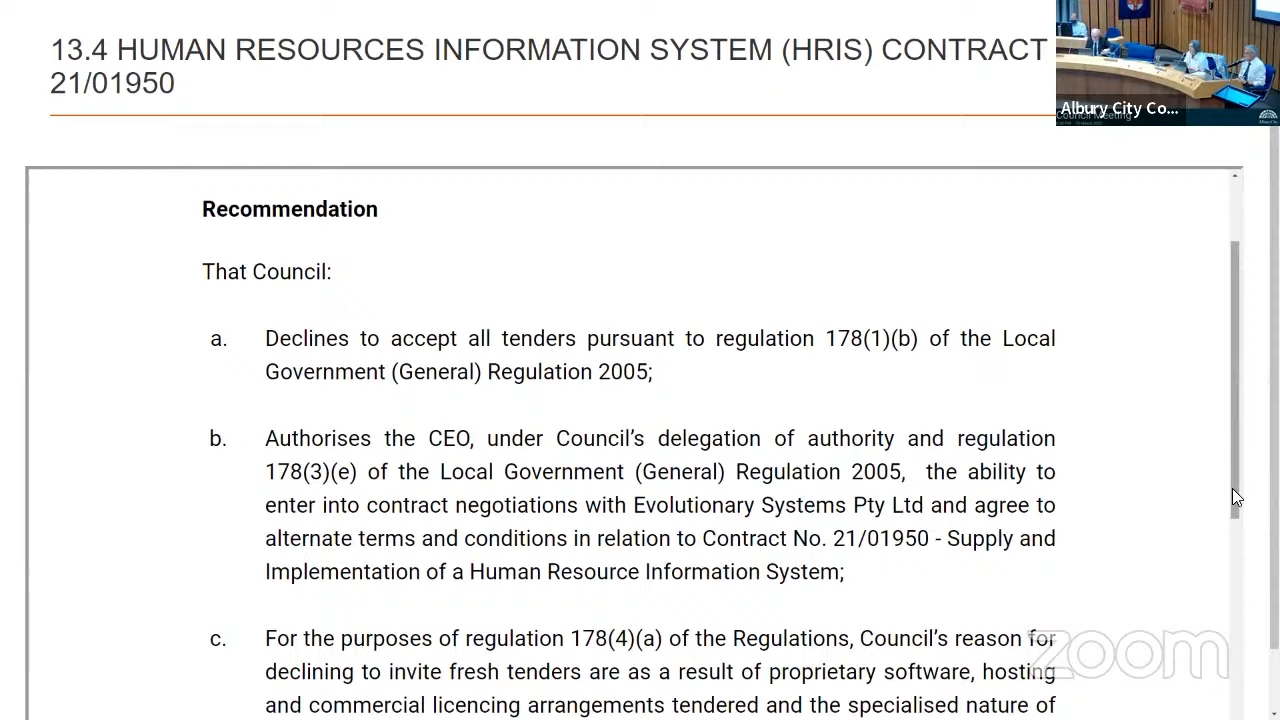 13.4 HUMAN RESOURCES INFORMATION SYSTEM (HRIS) CONTRACT
21/01950
Albury City Co...
Council Meeting
Recommendation
That Council:
a. Declines to accept all tenders pursuant to regulation 178(1)(b) of the Local
Government (General) Regulation 2005;
b. Authorises the CEO, under Council’s delegation of authority and regulation
178(3)(e) of the Local Government (General) Regulation 2005, the ability to
enter into contract negotiations with Evolutionary Systems Pty Ltd and agree to
alternate terms and conditions in relation to Contract No. 21/01950 - Supply and
Implementation of a Human Resource Information System;
c. For the purposes of regulation 178(4)(a) of the Regulations, Council’s reason for
declining to invite fresh tenders are as a result of proprietary software, hosting
and commercial licencing arrangements tendered and the specialised nature of
zoom